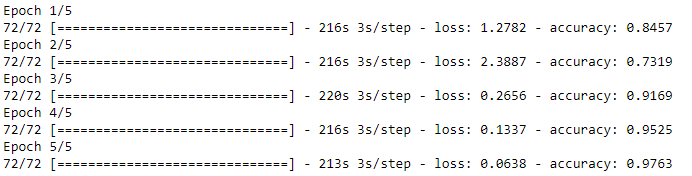 Epoch 1/5
72/72 [==============================] - 216s 3s/step - loss: 1.2782 - accuracy: 0.8457
Epoch 2/5
72/72 [==============================] - 216s 3s/step - loss: 2.3887 - accuracy: 0.7319
Epoch 3/5
72/72 [==============================] - 220s 3s/step - loss: 0.2656 - accuracy: 0.9169
Epoch 4/5
72/72 [==============================] - 216s 3s/step - loss: 0.1337 - accuracy: 0.9525
Epoch 5/5
72/72 [==============================] - 213s 3s/step - loss: 0.0638 - accuracy: 0.9763